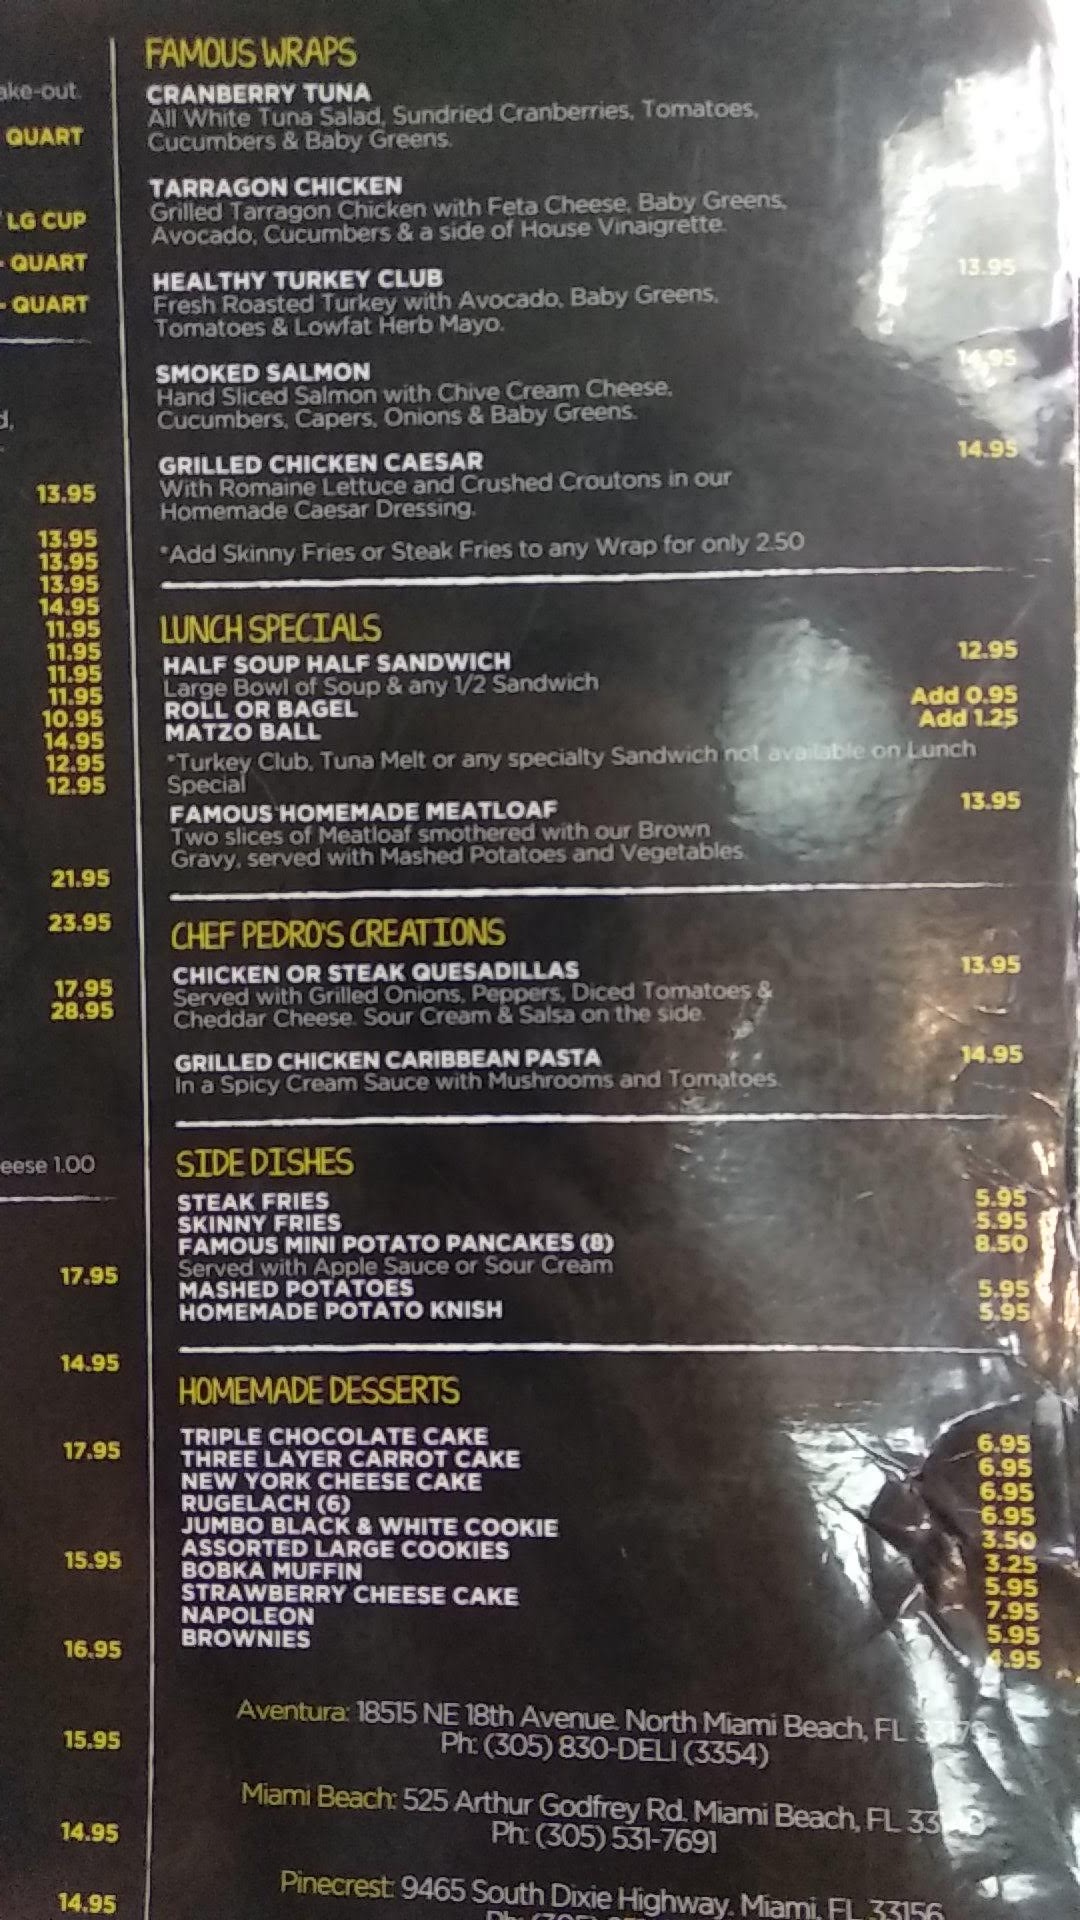 ake-out.
QUART
LG CUP
- QUART
- QUART
d,
13.95
13.95
13.95
13.95
14.95
11.95
11.95
11.95
11.95
10.95
14.95
12.95
12.95
21.95
23.95
17.95
28.95
eese 1.00
17.95
14.95
17.95
15.95
16.95
15.95
14.95
14.95
FAMOUS WRAPS
CRANBERRY TUNA
All White Tuna Salad, Sundried Cranberries, Tomatoes,
Cucumbers & Baby Greens.
TARRAGON CHICKEN
Grilled Tarragon Chicken with Feta Cheese, Baby Greens,
Avocado, Cucumbers & a side of House Vinaigrette.
HEALTHY TURKEY CLUB 13.95
Fresh Roasted Turkey with Avocado, Baby Greens,
Tomatoes & Lowfat Herb Mayo.
SMOKED SALMON 14.95
Hand Sliced Salmon with Chive Cream Cheese,
Cucumbers, Capers, Onions & Baby Greens.
GRILLED CHICKEN CAESAR 14.95
With Romaine Lettuce and Crushed Croutons in our
Homemade Caesar Dressing.
*Add Skinny Fries or Steak Fries to any Wrap for only 2.50
LUNCH SPECIALS
HALF SOUP HALF SANDWICH 12.95
Large Bowl of Soup & any 1/2 Sandwich
ROLL OR BAGEL Add 0.95
MATZO BALL Add 1.25
*Turkey Club, Tuna Melt or any specialty Sandwich not available on Lunch
Special
FAMOUS HOMEMADE MEATLOAF 13.95
Two slices of Meatloaf smothered with our Brown
Gravy, served with Mashed Potatoes and Vegetables.
CHEF PEDRO'S CREATIONS
CHICKEN OR STEAK QUESADILLAS 13.95
Served with Grilled Onions, Peppers, Diced Tomatoes &
Cheddar Cheese. Sour Cream & Salsa on the side.
GRILLED CHICKEN CARIBBEAN PASTA 14.95
In a Spicy Cream Sauce with Mushrooms and Tomatoes.
SIDE DISHES
STEAK FRIES 5.95
SKINNY FRIES 5.95
FAMOUS MINI POTATO PANCAKES (8) 8.50
Served with Apple Sauce or Sour Cream
MASHED POTATOES 5.95
HOMEMADE POTATO KNISH 5.95
HOMEMADE DESSERTS
TRIPLE CHOCOLATE CAKE 6.95
THREE LAYER CARROT CAKE 6.95
NEW YORK CHEESE CAKE 6.95
RUGELACH (6) 6.95
JUMBO BLACK & WHITE COOKIE 3.50
ASSORTED LARGE COOKIES 3.25
BOBKA MUFFIN 5.95
STRAWBERRY CHEESE CAKE 7.95
NAPOLEON 5.95
BROWNIES 4.95
Aventura: 18515 NE 18th Avenue. North Miami Beach, FL
Ph: (305) 830-DELI (3354)
Miami Beach: 525 Arthur Godfrey Rd. Miami Beach, FL
Ph: (305) 531-7691
Pinecrest: 9465 South Dixie Highway. Miami, FL 33156